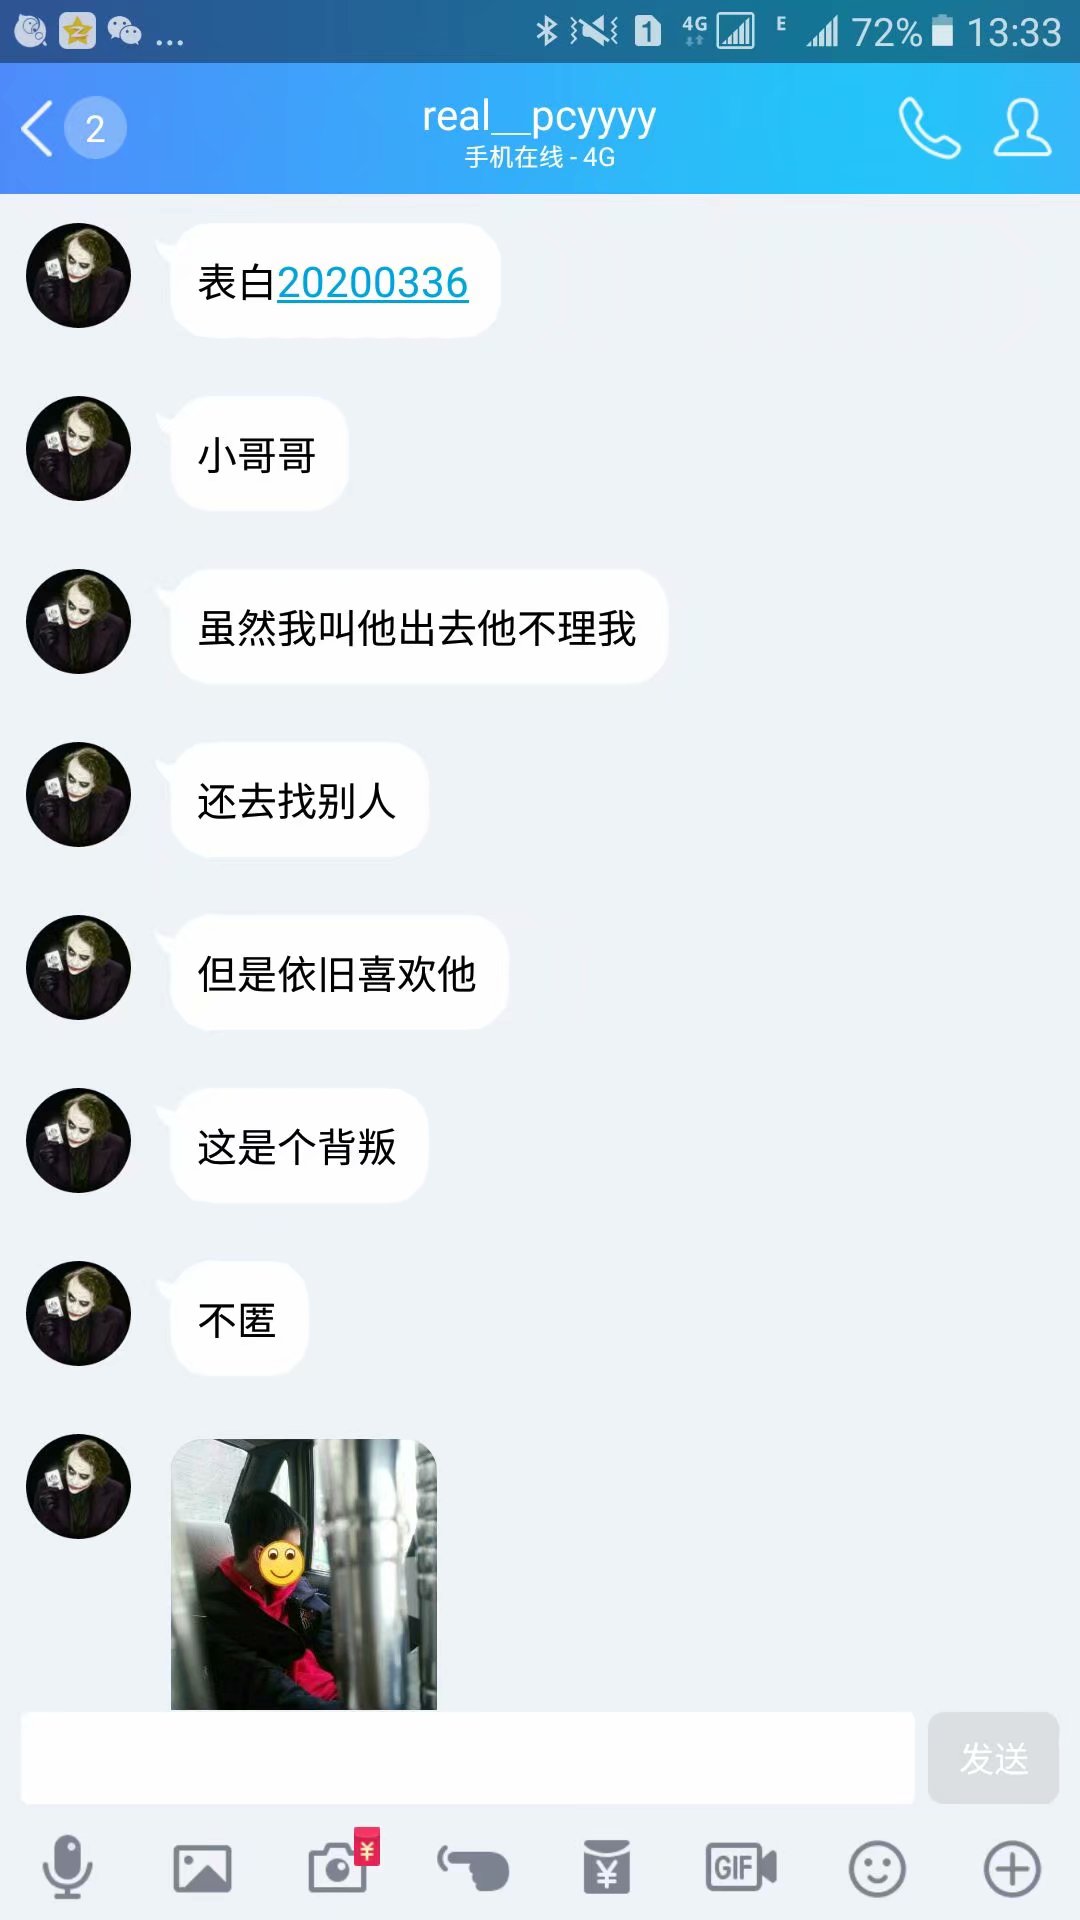 1 4G E 72% 13:33
2 real__pcyyyy
手机在线 - 4G
表白20200336
小哥哥
虽然我叫他出去他不理我
还去找别人
但是依旧喜欢他
这是个背叛
不匿
发送
¥ ¥ GIF